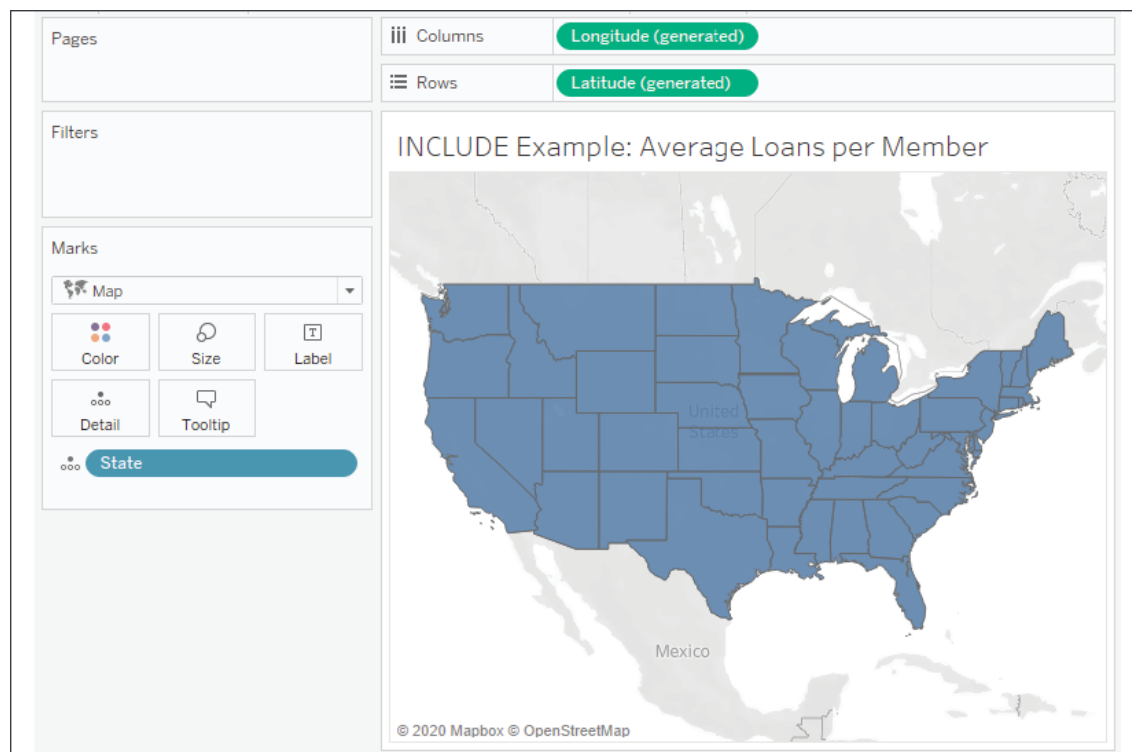 Pages
iii Columns
Longitude (generated)
Rows
Latitude (generated)
Filters
INCLUDE Example: Average Loans per Member
Marks
Map
Color
Size
T
Label
Detail
Tooltip
State
United
States
Mexico
© 2020 Mapbox © OpenStreetMap